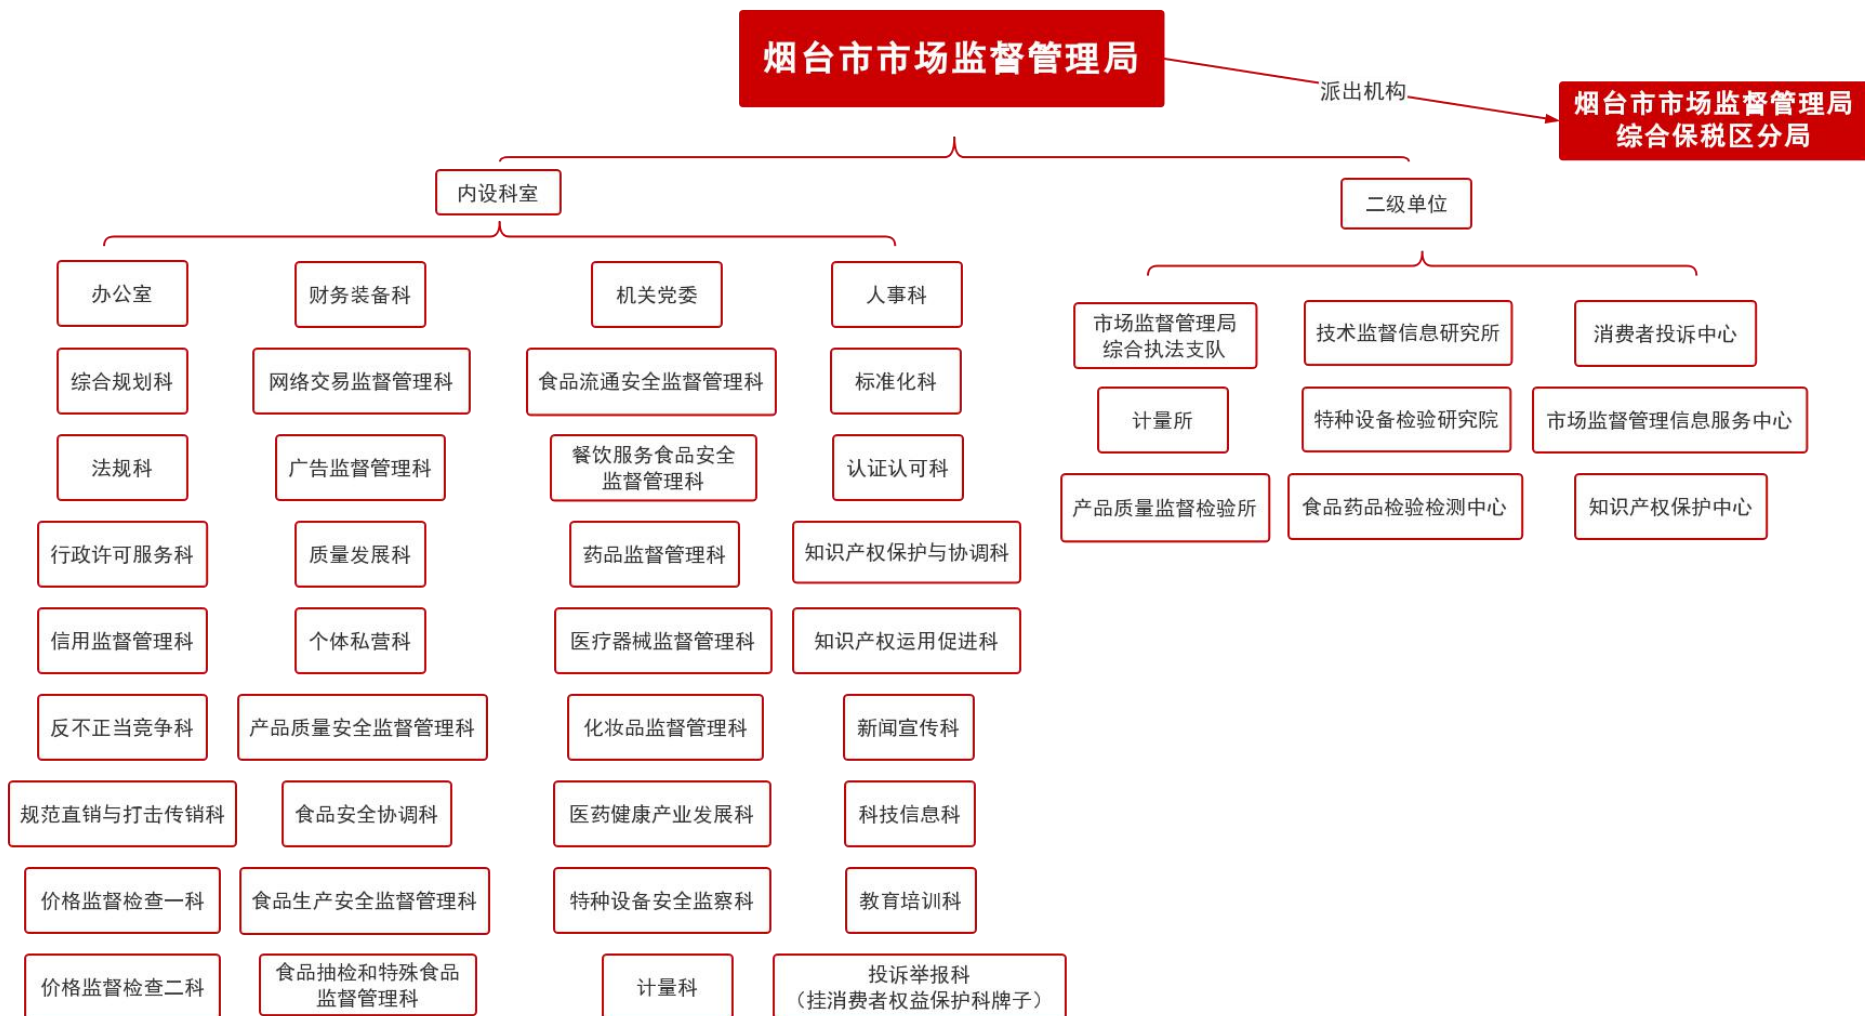 烟台市市场监督管理局
派出机构
烟台市市场监督管理局
综合保税区分局
内设科室
二级单位
办公室
财务装备科
机关党委
人事科
综合规划科
网络交易监督管理科
食品流通安全监督管理科
标准化科
法规科
广告监督管理科
餐饮服务食品安全
监督管理科
认证认可科
行政许可服务科
质量发展科
药品监督管理科
知识产权保护与协调科
信用监督管理科
个体私营科
医疗器械监督管理科
知识产权运用促进科
反不正当竞争科
产品质量安全监督管理科
化妆品监督管理科
新闻宣传科
规范直销与打击传销科
食品安全协调科
医药健康产业发展科
科技信息科
价格监督检查一科
食品生产安全监督管理科
特种设备安全监察科
教育培训科
价格监督检查二科
食品抽检和特殊食品
监督管理科
计量科
投诉举报科
（挂消费者权益保护科牌子）
市场监督管理局
综合执法支队
技术监督信息研究所
消费者投诉中心
计量所
特种设备检验研究院
市场监督管理信息服务中心
产品质量监督检验所
食品药品检验检测中心
知识产权保护中心